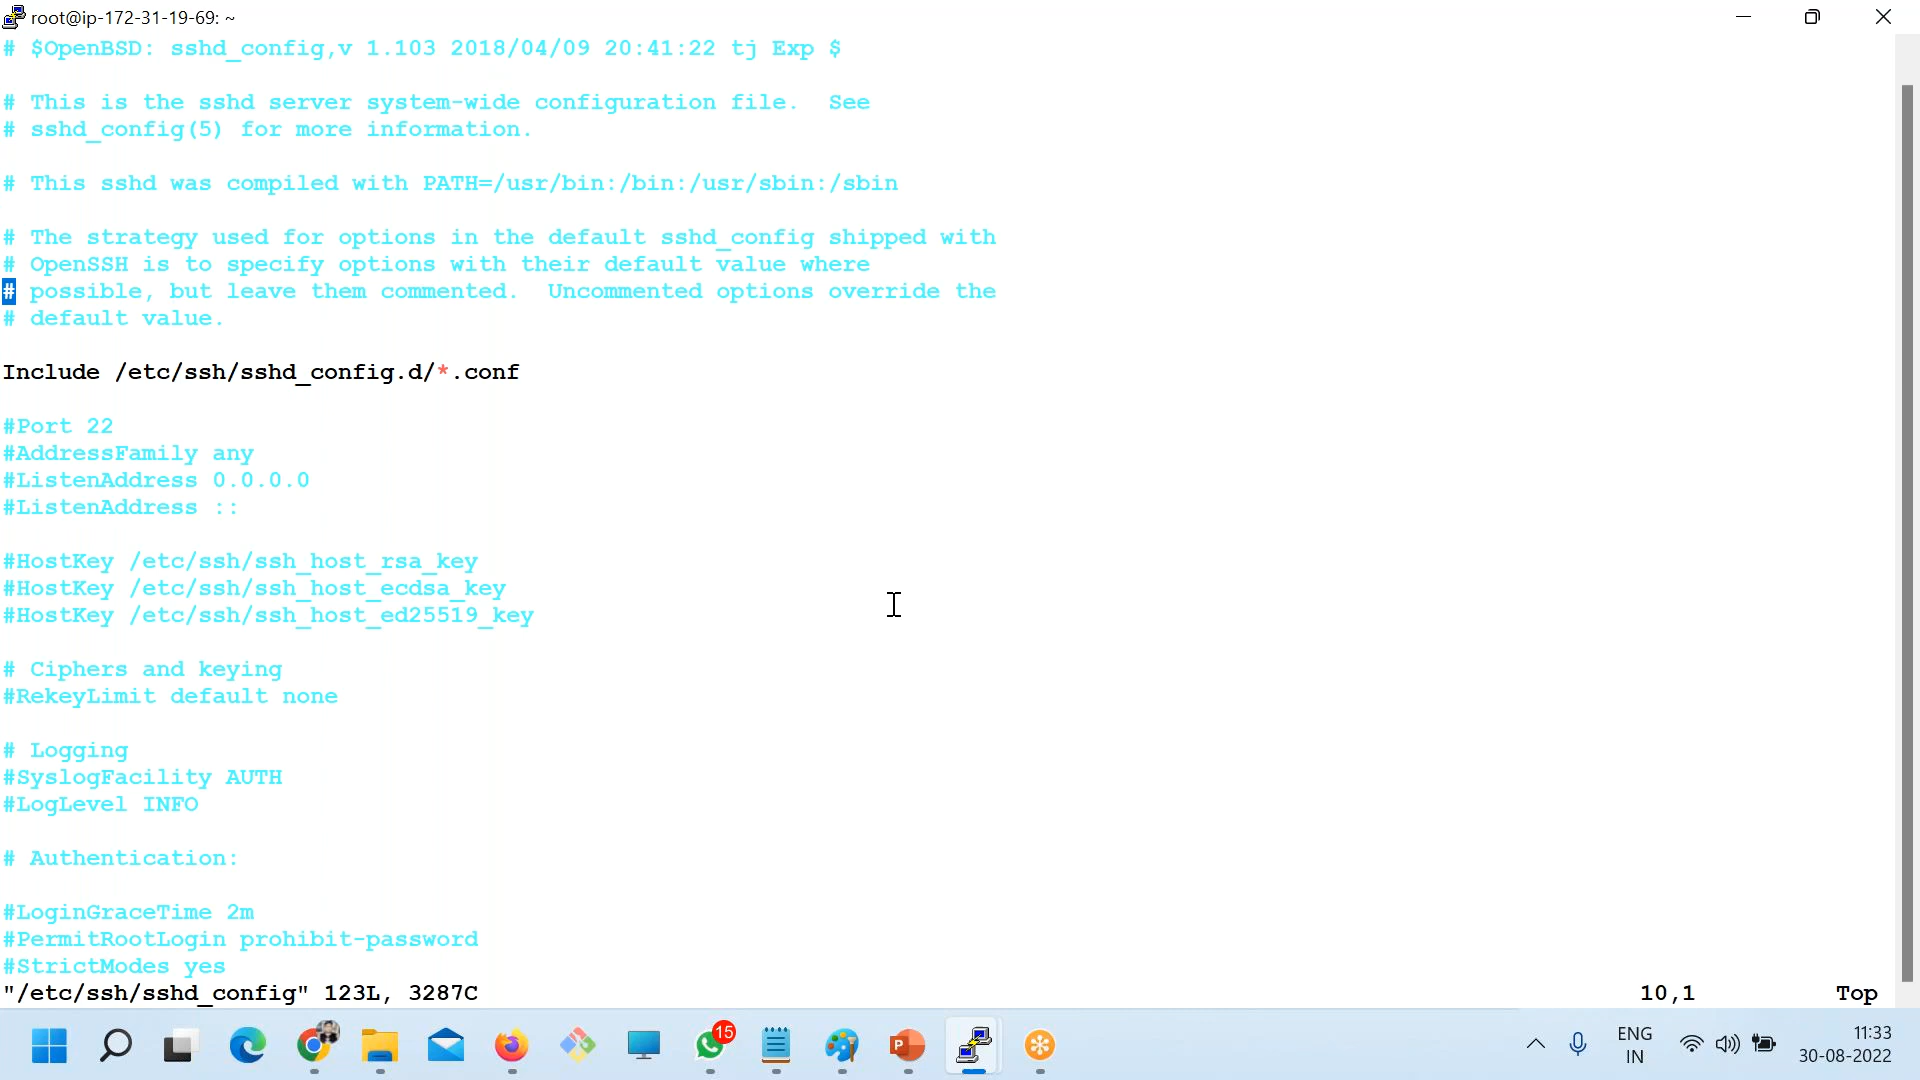 root@ip-172-31-19-69: ~
# $OpenBSD: sshd_config,v 1.103 2018/04/09 20:41:22 tj Exp $
# This is the sshd server system-wide configuration file.  See
# sshd_config(5) for more information.
# This sshd was compiled with PATH=/usr/bin:/bin:/usr/sbin:/sbin
# The strategy used for options in the default sshd_config shipped with
# OpenSSH is to specify options with their default value where
# possible, but leave them commented.  Uncommented options override the
# default value.
Include /etc/ssh/sshd_config.d/*.conf
#Port 22
#AddressFamily any
#ListenAddress 0.0.0.0
#ListenAddress ::
#HostKey /etc/ssh/ssh_host_rsa_key
#HostKey /etc/ssh/ssh_host_ecdsa_key
#HostKey /etc/ssh/ssh_host_ed25519_key
# Ciphers and keying
#RekeyLimit default none
# Logging
#SyslogFacility AUTH
#LogLevel INFO
# Authentication:
#LoginGraceTime 2m
#PermitRootLogin prohibit-password
#StrictModes yes
"/etc/ssh/sshd_config" 123L, 3287C 10,1 Top
15
P
ENG
IN
11:33
30-08-2022